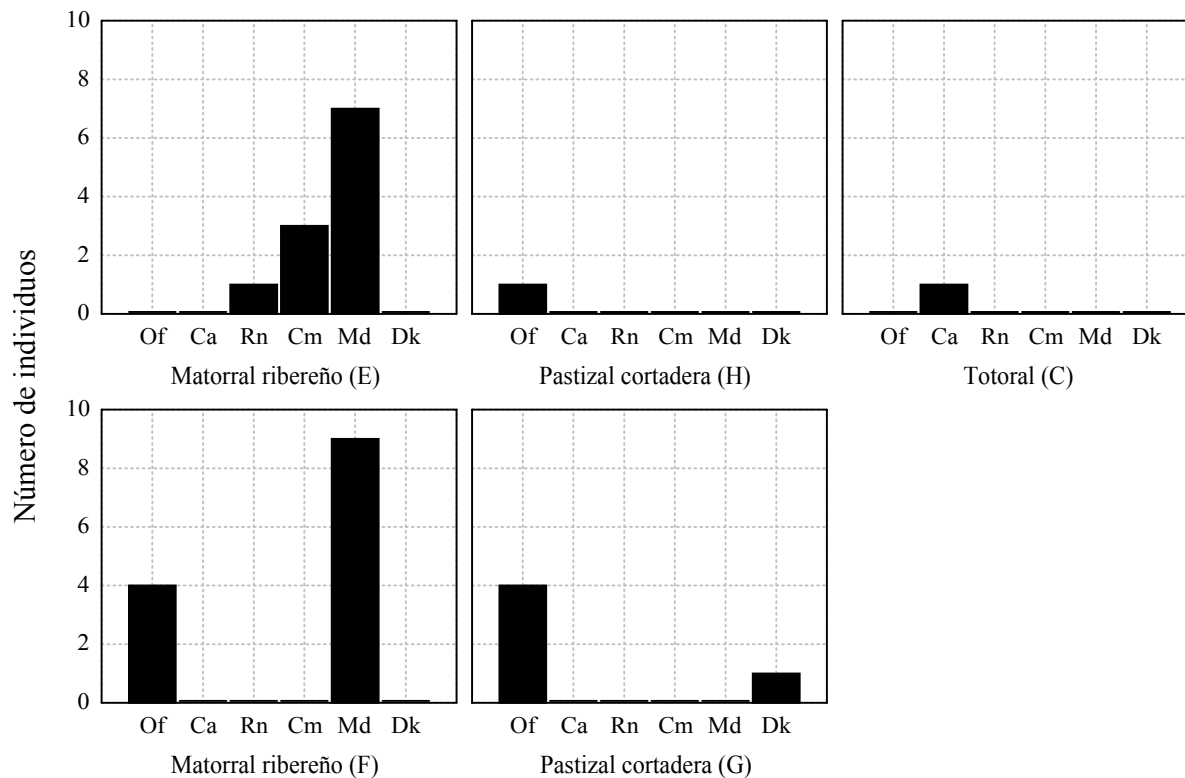 Número de individuos
10
8
6
4
2
0
Of Ca Rn Cm Md Dk
Matorral ribereño (E)
Of Ca Rn Cm Md Dk
Pastizal cortadera (H)
Of Ca Rn Cm Md Dk
Totoral (C)
10
8
6
4
2
0
Of Ca Rn Cm Md Dk
Matorral ribereño (F)
Of Ca Rn Cm Md Dk
Pastizal cortadera (G)